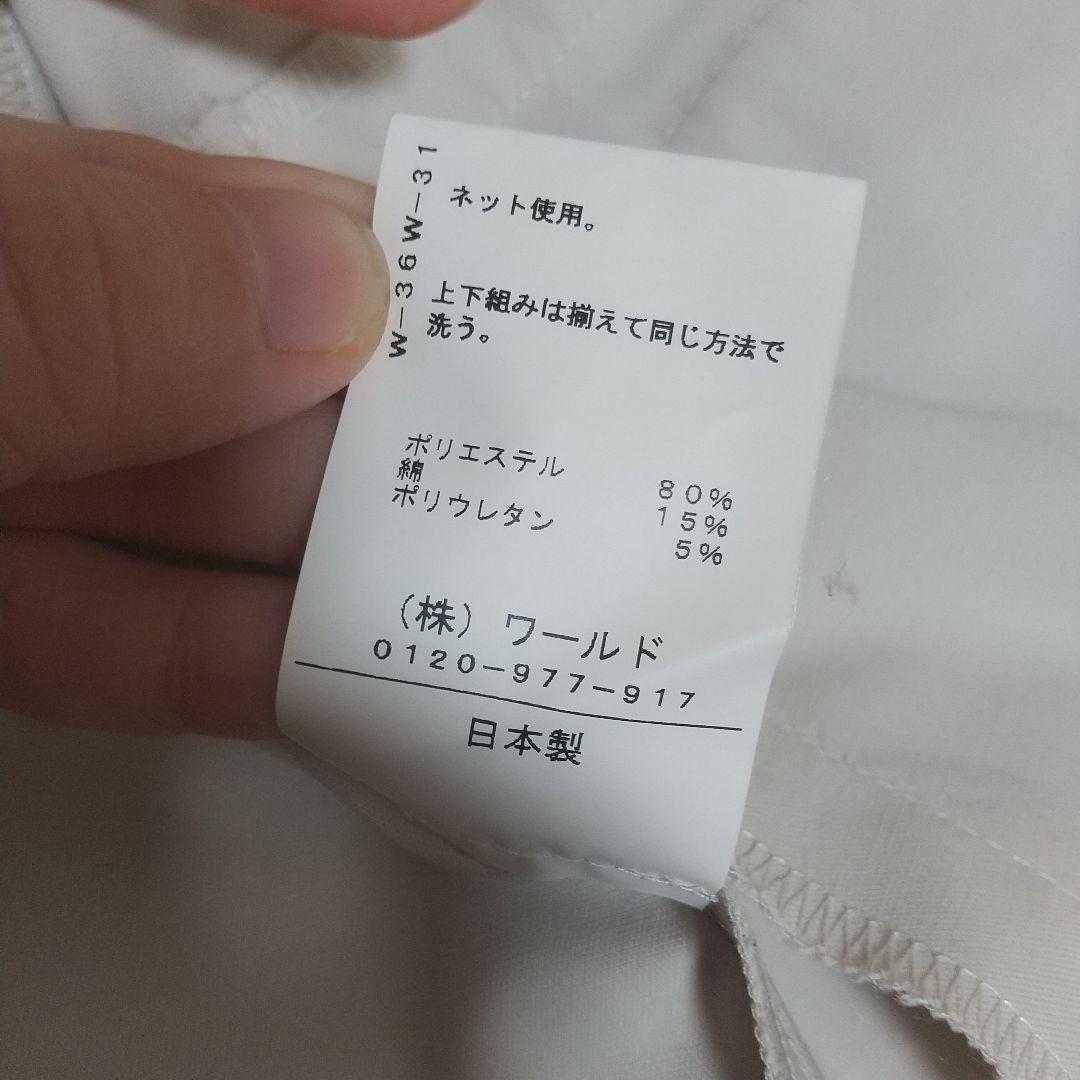 W－36W－31
ネット使用。
上下組みは揃えて同じ方法で
洗う。
ポリエステル 80％
綿 15％
ポリウレタン 5％
（株）ワールド
0120－977－917
日本製